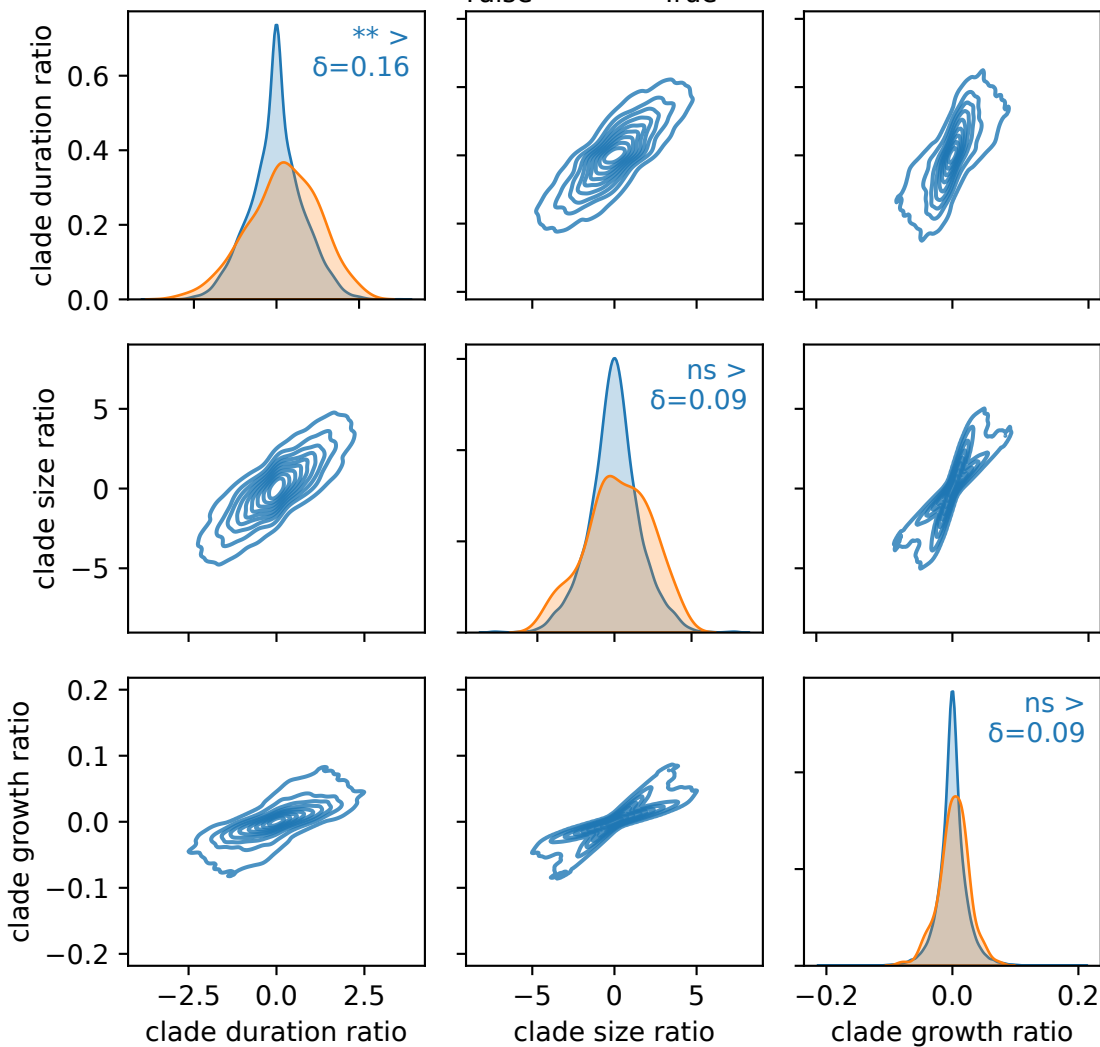 False True
clade duration ratio
0.6
0.4
0.2
0.0
** >
δ=0.16
clade size ratio
5
0
−5
ns >
δ=0.09
clade growth ratio
0.2
0.1
0.0
−0.1
−0.2
ns >
δ=0.09
−2.5 0.0 2.5 −5 0 5 −0.2 0.0 0.2
clade duration ratio clade size ratio clade growth ratio